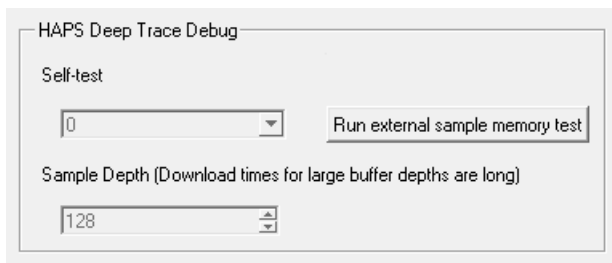 HAPS Deep Trace Debug
Self-test
0
Run external sample memory test
Sample Depth (Download times for large buffer depths are long)
128